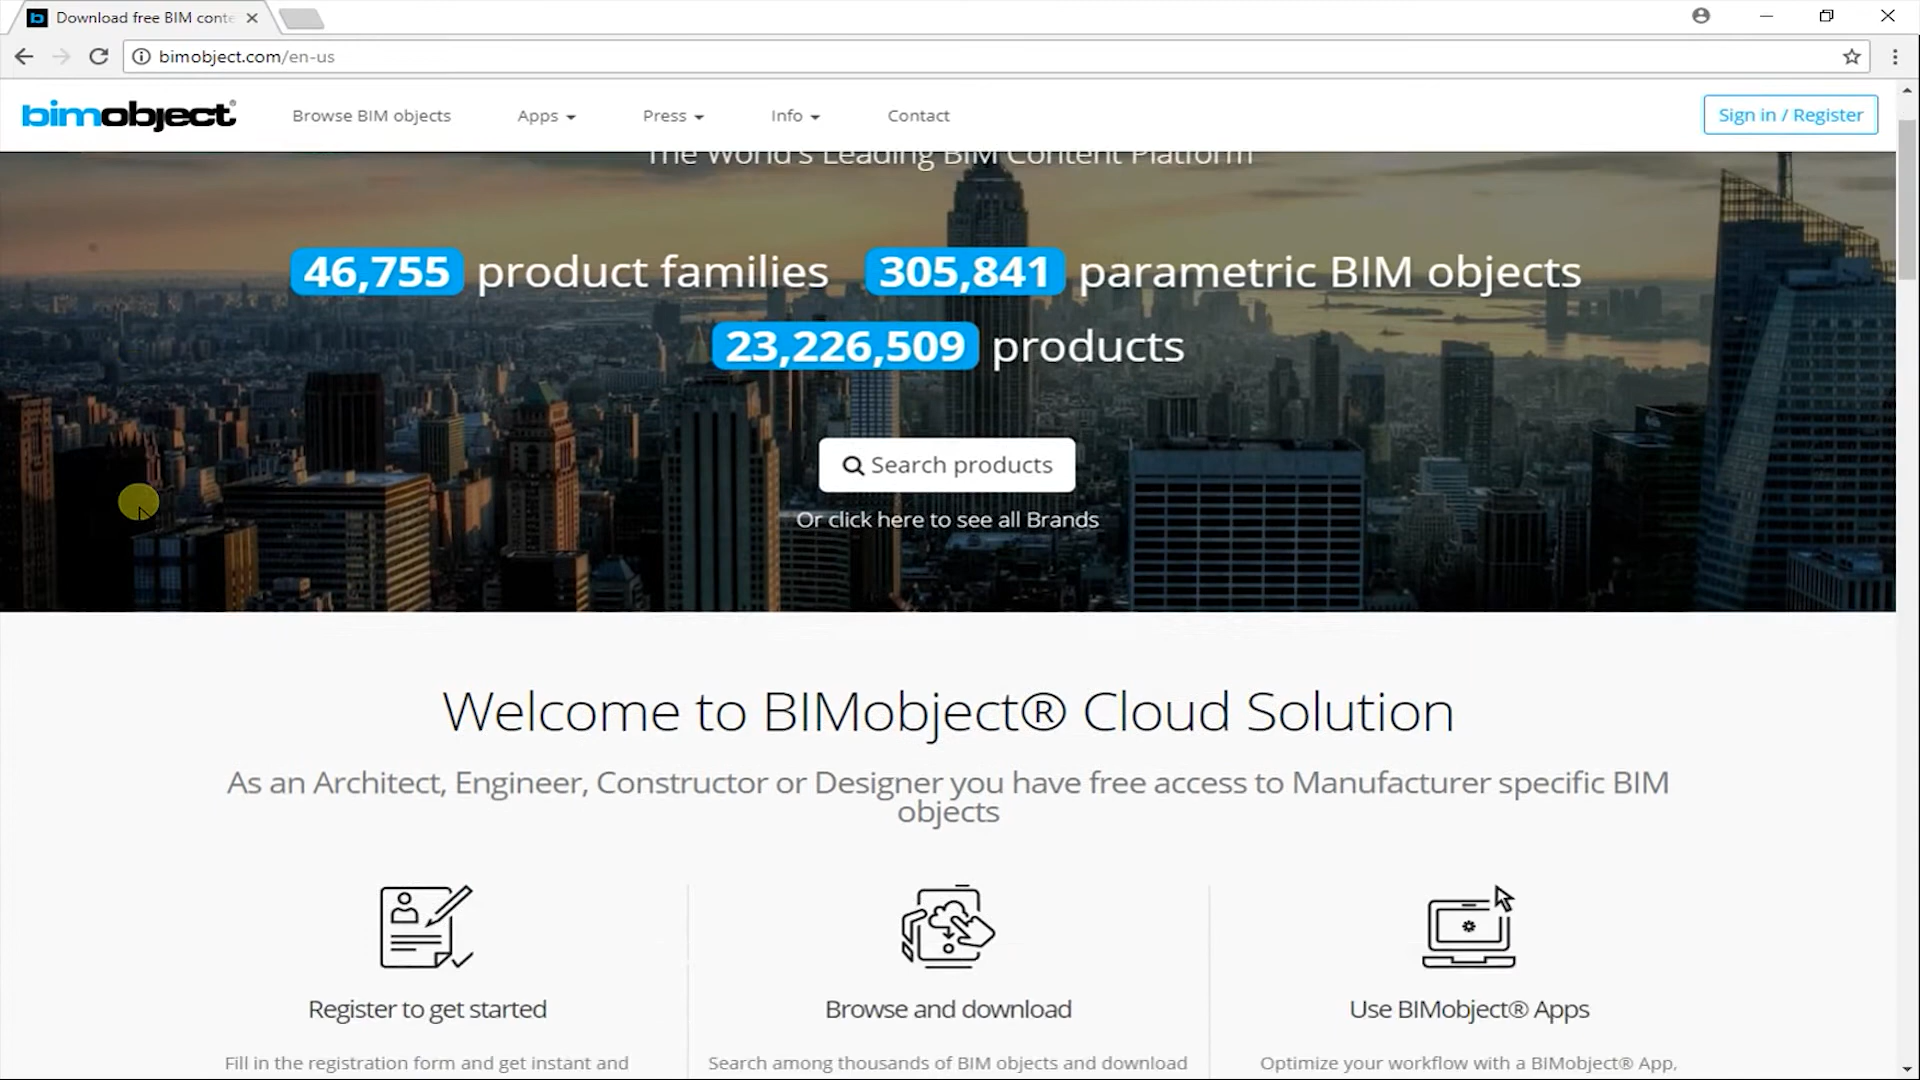 Download free BIM conte
bimobject.com/en-us
bimobject®
Browse BIM objects
Apps
Press
Info
Contact
Sign in / Register
The World's Leading BIM Content Platform
46,755 product families 305,841 parametric BIM objects
23,226,509 products
Search products
Or click here to see all Brands
Welcome to BIMobject® Cloud Solution
As an Architect, Engineer, Constructor or Designer you have free access to Manufacturer specific BIM
objects
Register to get started
Browse and download
Use BIMobject® Apps
Fill in the registration form and get instant and
Search among thousands of BIM objects and download
Optimize your workflow with a BIMobject® App,